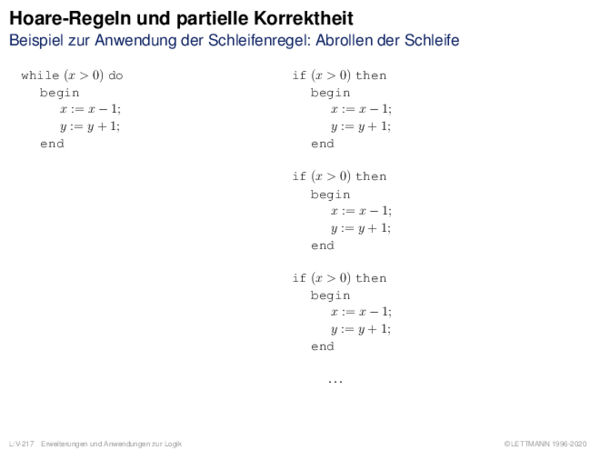 Hoare-Regeln und partielle Korrektheit
Beispiel zur Anwendung der Schleifenregel: Abrollen der Schleife
while (x > 0) do
begin
x := x − 1;
y := y + 1;
end
if (x > 0) then
begin
x := x − 1;
y := y + 1;
end
if (x > 0) then
begin
x := x − 1;
y := y + 1;
end
if (x > 0) then
begin
x := x − 1;
y := y + 1;
end
...
L:V-217 Erweiterungen und Anwendungen zur Logik
©LETTMANN 1996-2020